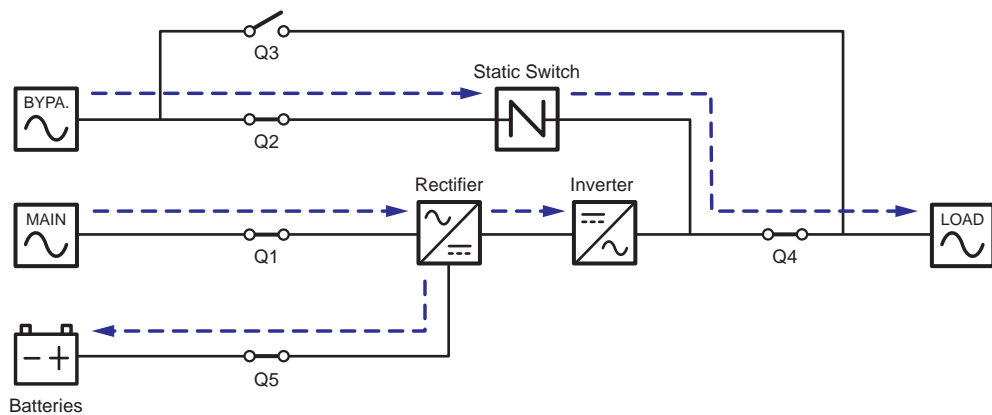 Q3
Static Switch
BYPA.
Q2
Rectifier
Inverter
MAIN
LOAD
Q1
Q4
Q5
Batteries